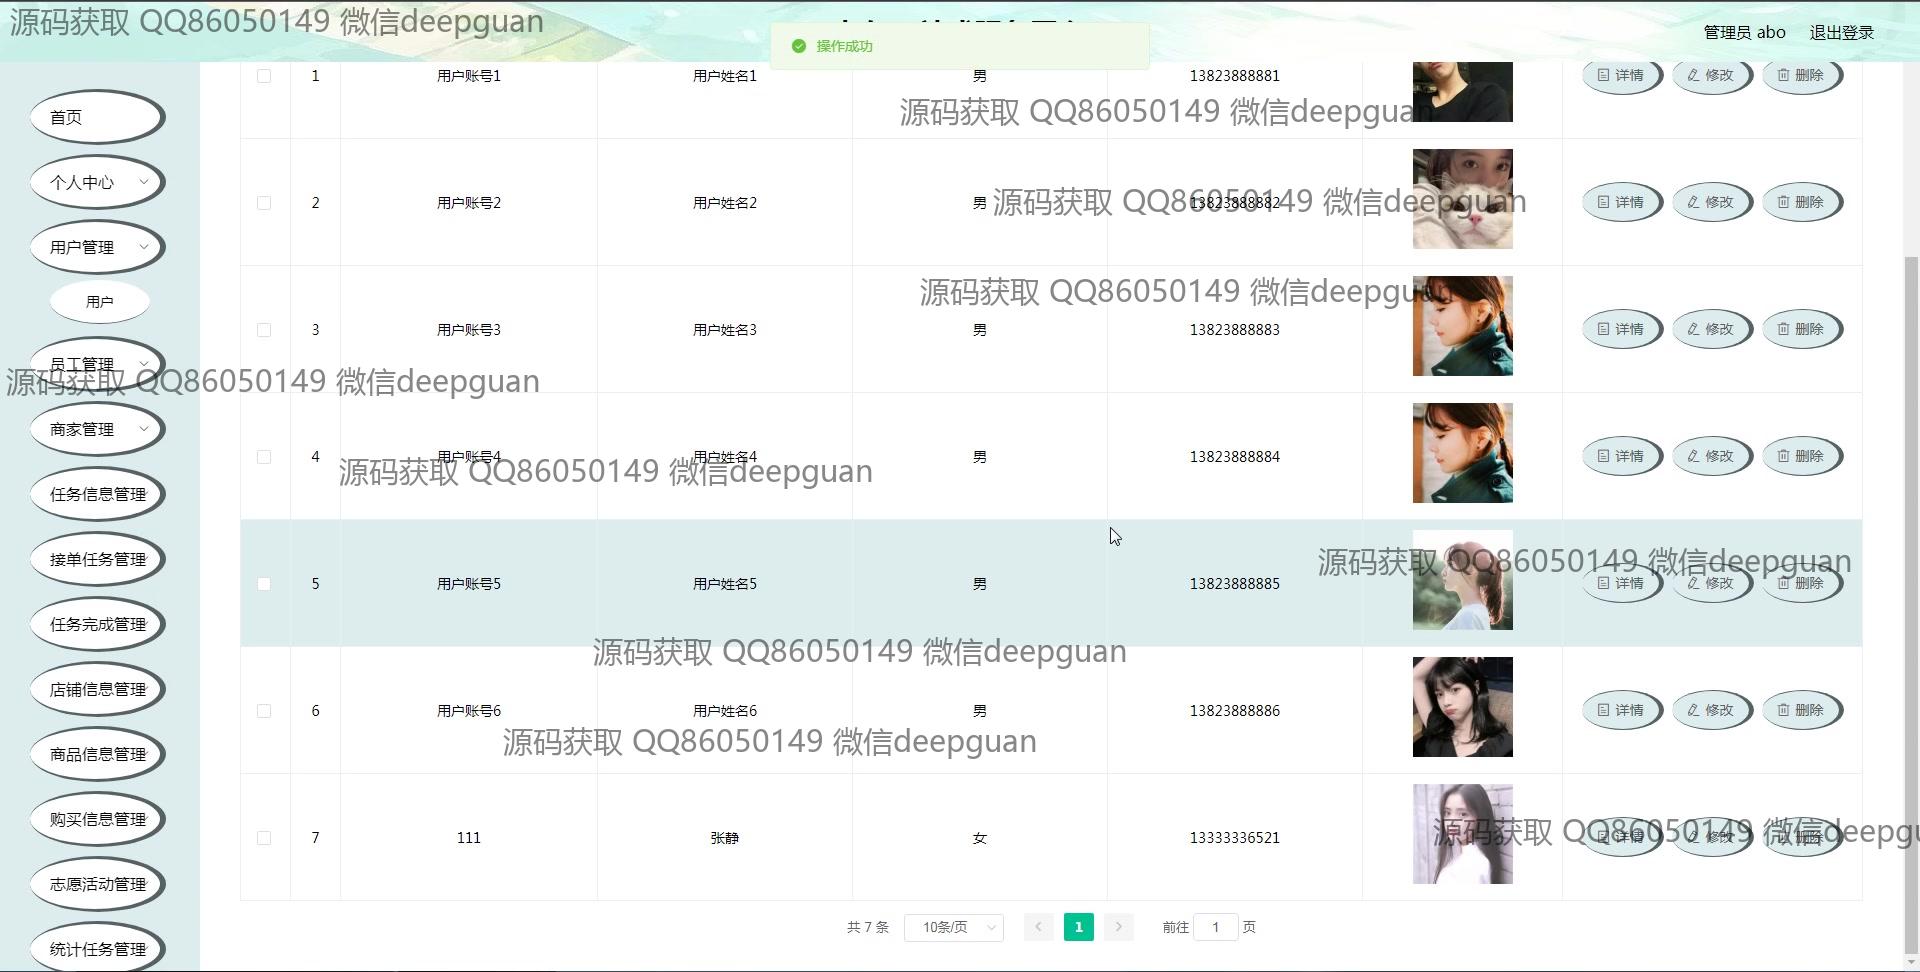 源码获取 QQ86050149 微信deepguan
操作成功
管理员 abo 退出登录
首页
个人中心
用户管理
用户
员工管理
商家管理
任务信息管理
接单任务管理
任务完成管理
店铺信息管理
商品信息管理
购买信息管理
志愿活动管理
统计任务管理
1 用户账号1 用户姓名1 男 13823888881 详情 修改 删除
源码获取 QQ86050149 微信deepguan
2 用户账号2 用户姓名2 男 13823888882 详情 修改 删除
源码获取 QQ86050149 微信deepguan
源码获取 QQ86050149 微信deepguan
3 用户账号3 用户姓名3 男 13823888883 详情 修改 删除
源码获取 QQ86050149 微信deepguan
4 用户账号4 用户姓名4 男 13823888884 详情 修改 删除
源码获取 QQ86050149 微信deepguan
源码获取 QQ86050149 微信deepguan
5 用户账号5 用户姓名5 男 13823888885 详情 修改 删除
源码获取 QQ86050149 微信deepguan
6 用户账号6 用户姓名6 男 13823888886 详情 修改 删除
源码获取 QQ86050149 微信deepguan
7 111 张静 女 13333336521 详情 修改 删除
源码获取 QQ86050149 微信deepgu
共 7 条 10条/页 1 前往 1 页